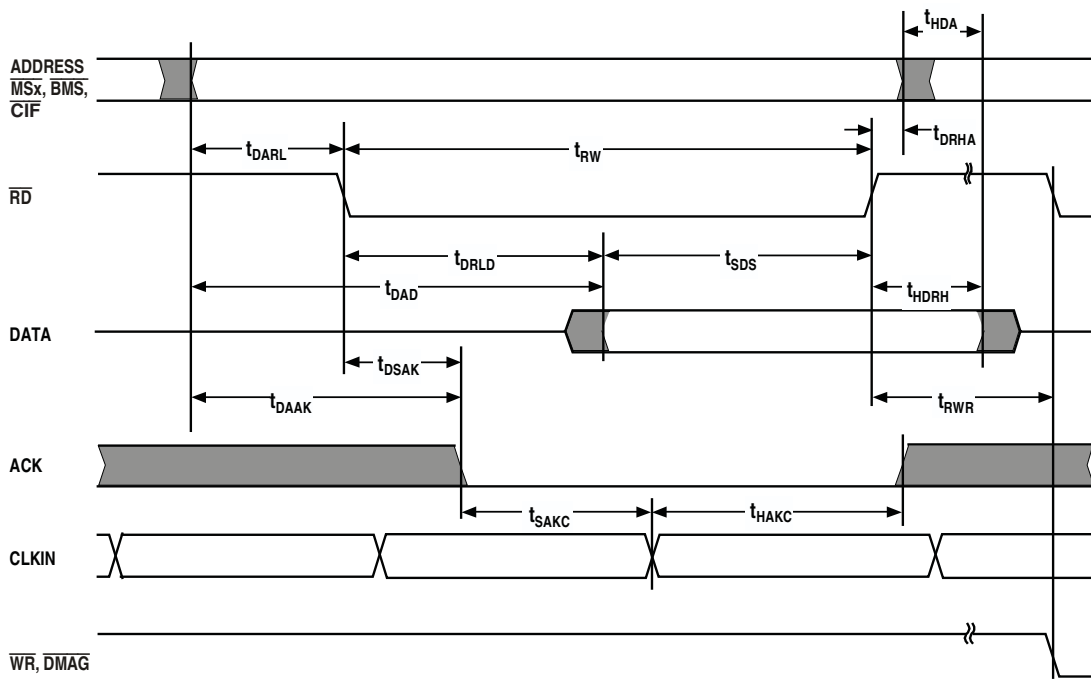 tHDA
ADDRESS
MSx, BMS,
CIF
tDRHA
tDARL
tRW
RD
tDRLD
tSDS
tDAD
tHDRH
DATA
tDSAK
tDAAK
tRWR
ACK
tSAKC
tHAKC
CLKIN
WR, DMAG